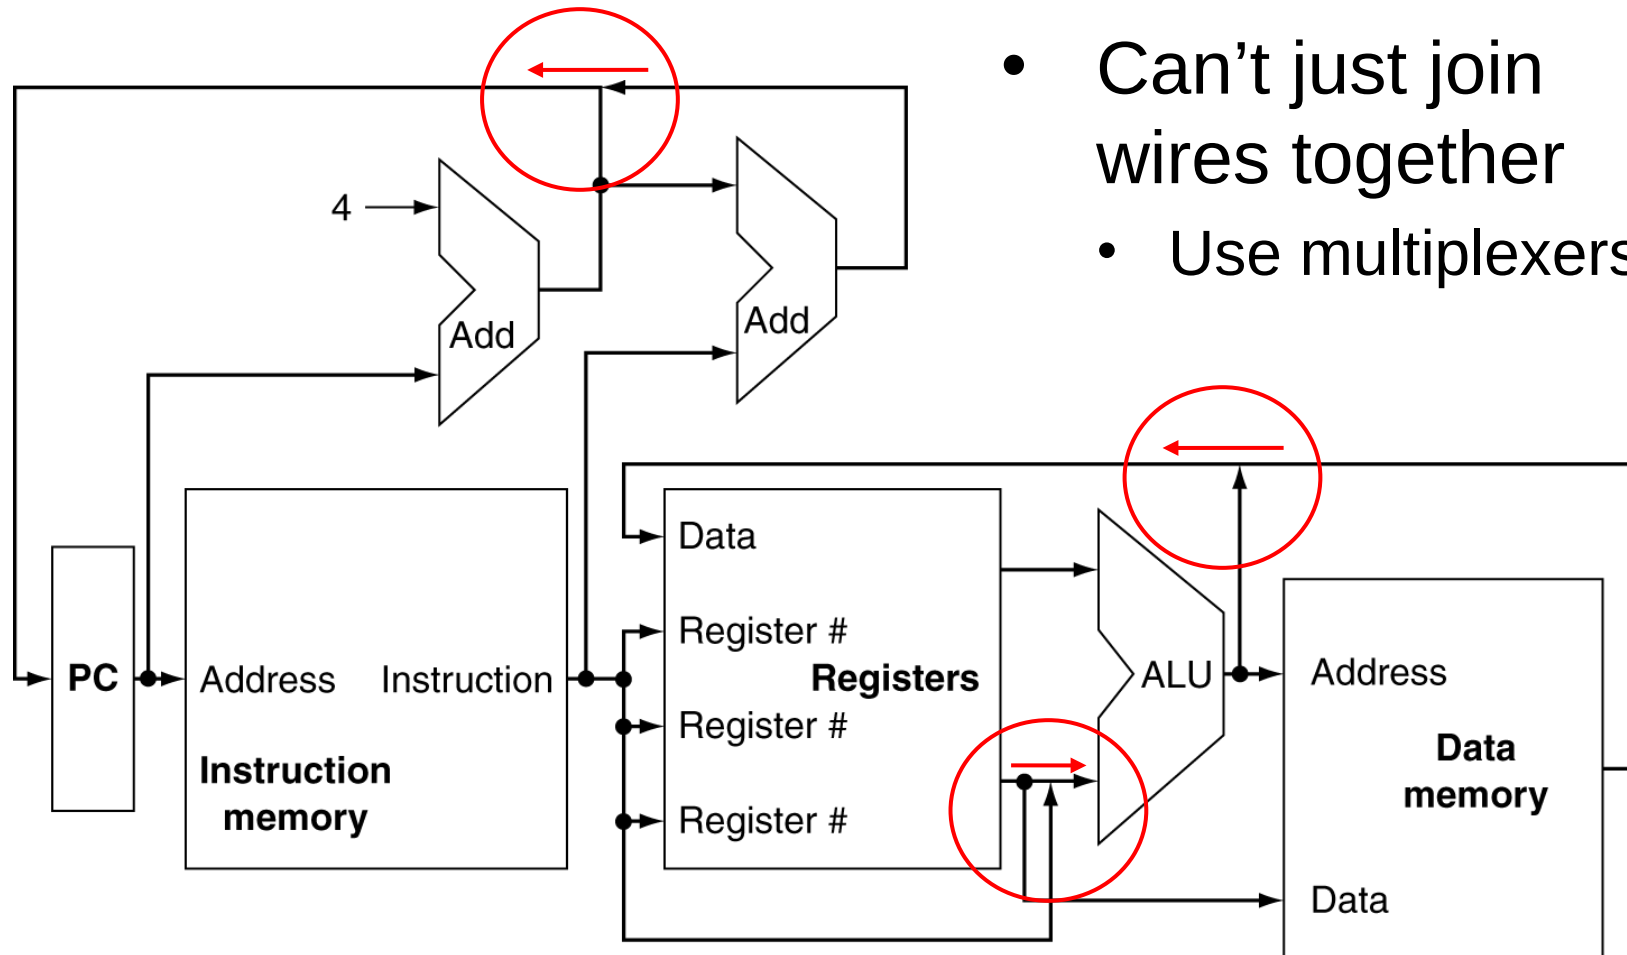 • Can’t just join
wires together
• Use multiplexers
4
Add
Add
Data
Register #
PC
Address
Instruction
Registers
ALU
Address
Register #
Instruction
memory
Data
memory
Register #
Data